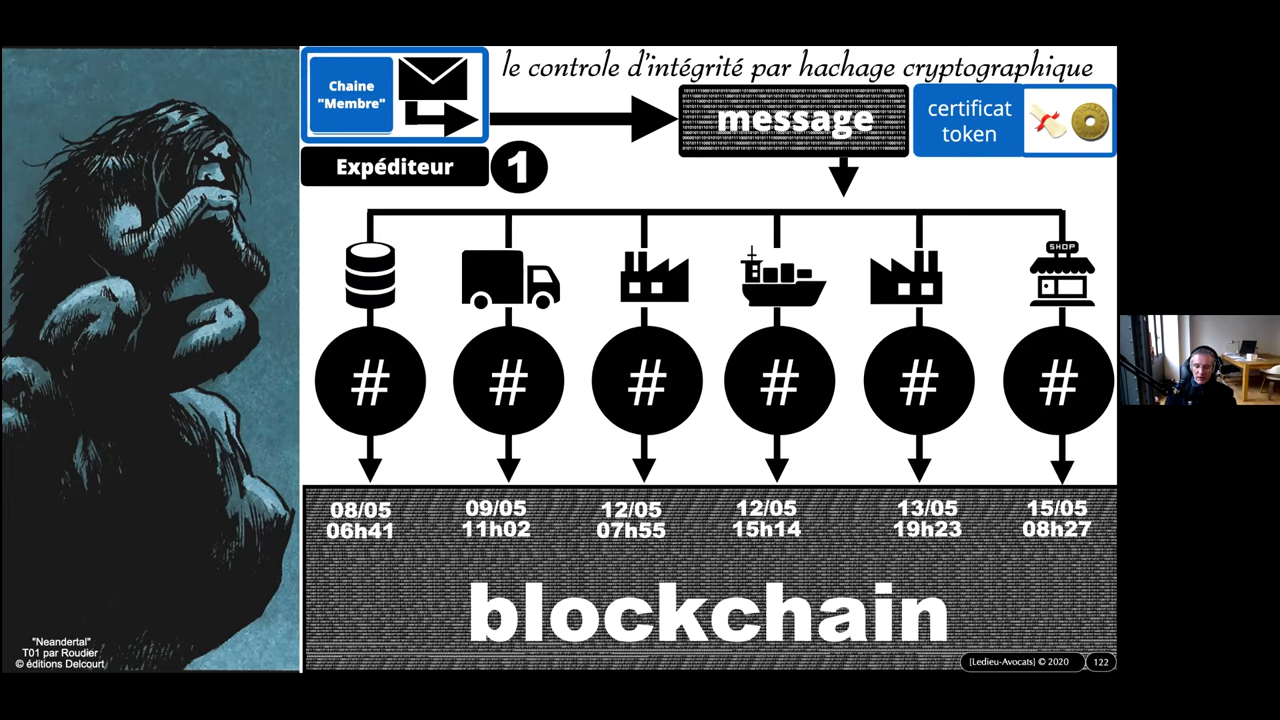 le controle d'intégrité par hachage cryptographique
Chaine
"Membre"
Expéditeur
1
message
certificat
token
SHOP
# # # # # #
08/05 09/05 12/05 12/05 13/05 15/05
06h41 11h02 07h55 15h14 19h23 08h27
blockchain
"Neandertal"
T01 par Roudier
© éditions Delcourt
[Ledieu-Avocats] © 2020 122